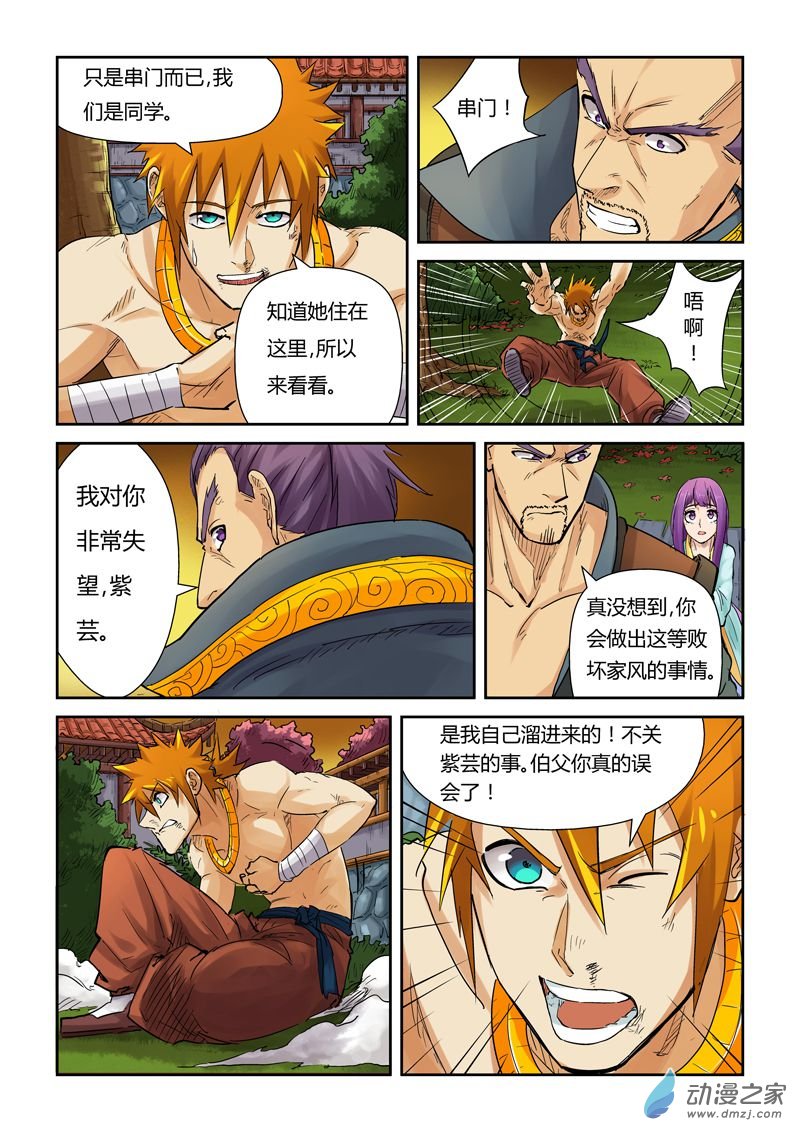 只是串门而已,我
们是同学。
知道她住在
这里,所以
来看看。
串门！
唔
啊
！
我对你
非常失
望,紫
芸。
真没想到,你
会做出这等败
坏家风的事情。
是我自己溜进来的！不关
紫芸的事。伯父你真的误
会了！
动漫之家
www.dmzj.com